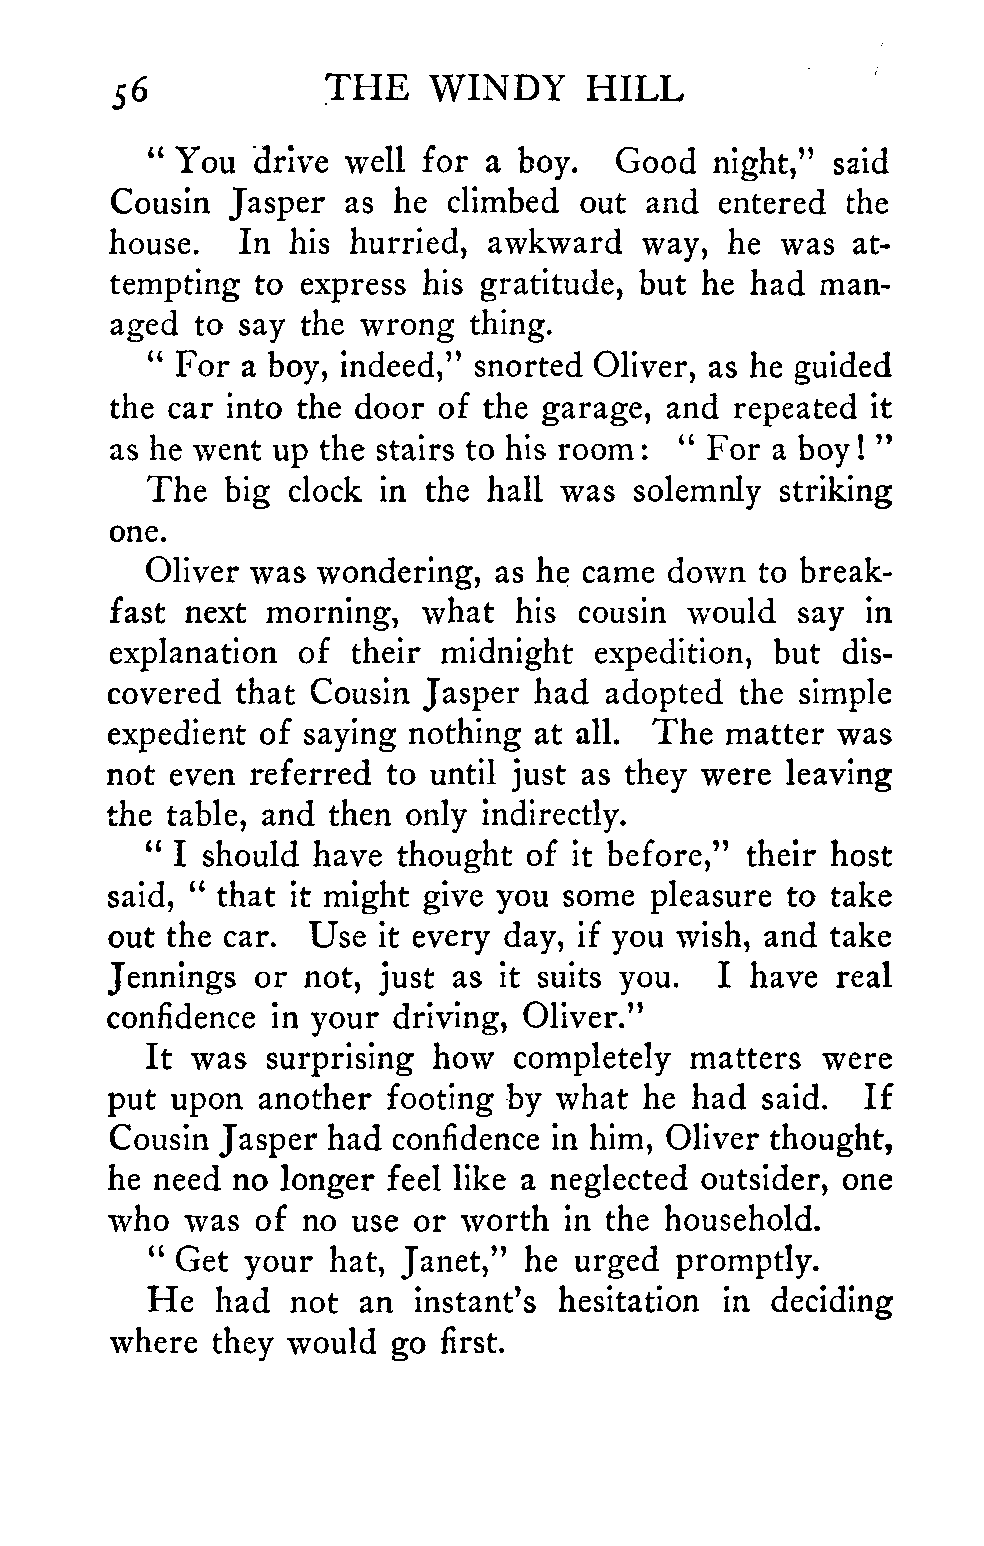 56 THE WINDY HILL
“ You drive well for a boy. Good night,” said
Cousin Jasper as he climbed out and entered the
house. In his hurried, awkward way, he was at-
tempting to express his gratitude, but he had man-
aged to say the wrong thing.
“ For a boy, indeed,” snorted Oliver, as he guided
the car into the door of the garage, and repeated it
as he went up the stairs to his room: “ For a boy! ”
The big clock in the hall was solemnly striking
one.
Oliver was wondering, as he came down to break-
fast next morning, what his cousin would say in
explanation of their midnight expedition, but dis-
covered that Cousin Jasper had adopted the simple
expedient of saying nothing at all. The matter was
not even referred to until just as they were leaving
the table, and then only indirectly.
“ I should have thought of it before,” their host
said, “ that it might give you some pleasure to take
out the car. Use it every day, if you wish, and take
Jennings or not, just as it suits you. I have real
confidence in your driving, Oliver.”
It was surprising how completely matters were
put upon another footing by what he had said. If
Cousin Jasper had confidence in him, Oliver thought,
he need no longer feel like a neglected outsider, one
who was of no use or worth in the household.
“ Get your hat, Janet,” he urged promptly.
He had not an instant’s hesitation in deciding
where they would go first.